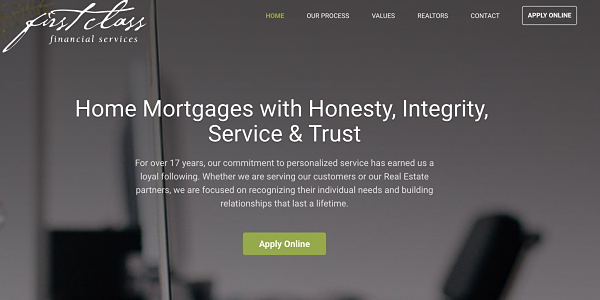 first class
financial services
HOME OUR PROCESS VALUES REALTORS CONTACT APPLY ONLINE
Home Mortgages with Honesty, Integrity,
Service & Trust
For over 17 years, our commitment to personalized service has earned us a
loyal following. Whether we are serving our customers or our Real Estate
partners, we are focused on recognizing their individual needs and building
relationships that last a lifetime.
Apply Online